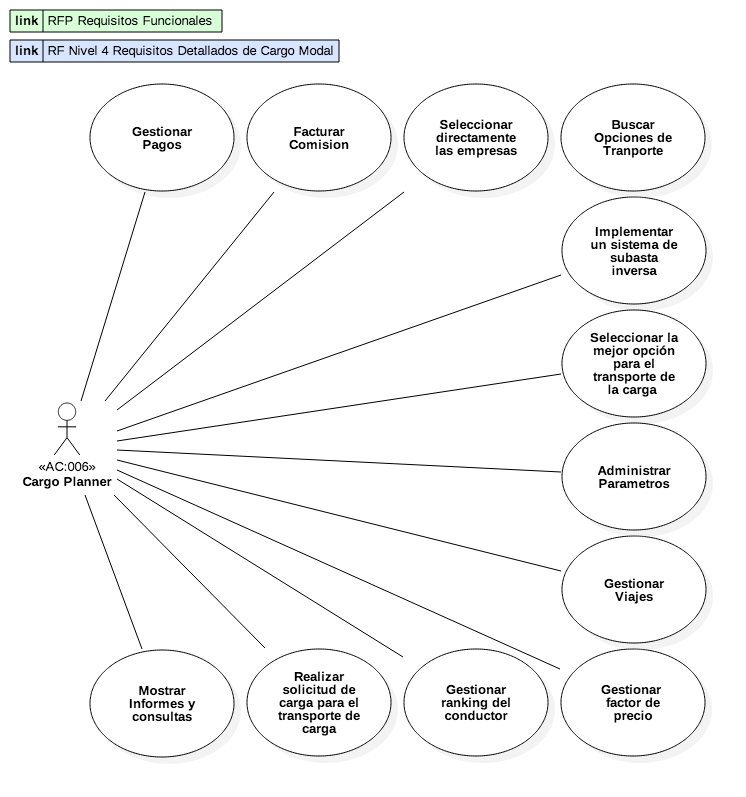 link RFP Requisitos Funcionales
link RF Nivel 4 Requisitos Detallados de Cargo Modal
Gestionar
Pagos
Facturar
Comision
Seleccionar
directamente
las empresas
Buscar
Opciones de
Tranporte
Implementar
un sistema de
subasta
inversa
Seleccionar la
mejor opción
para el
transporte de
la carga
«AC:006»
Cargo Planner
Administrar
Parametros
Gestionar
Viajes
Mostrar
Informes y
consultas
Realizar
solicitud de
carga para el
transporte de
carga
Gestionar
ranking del
conductor
Gestionar
factor de
precio